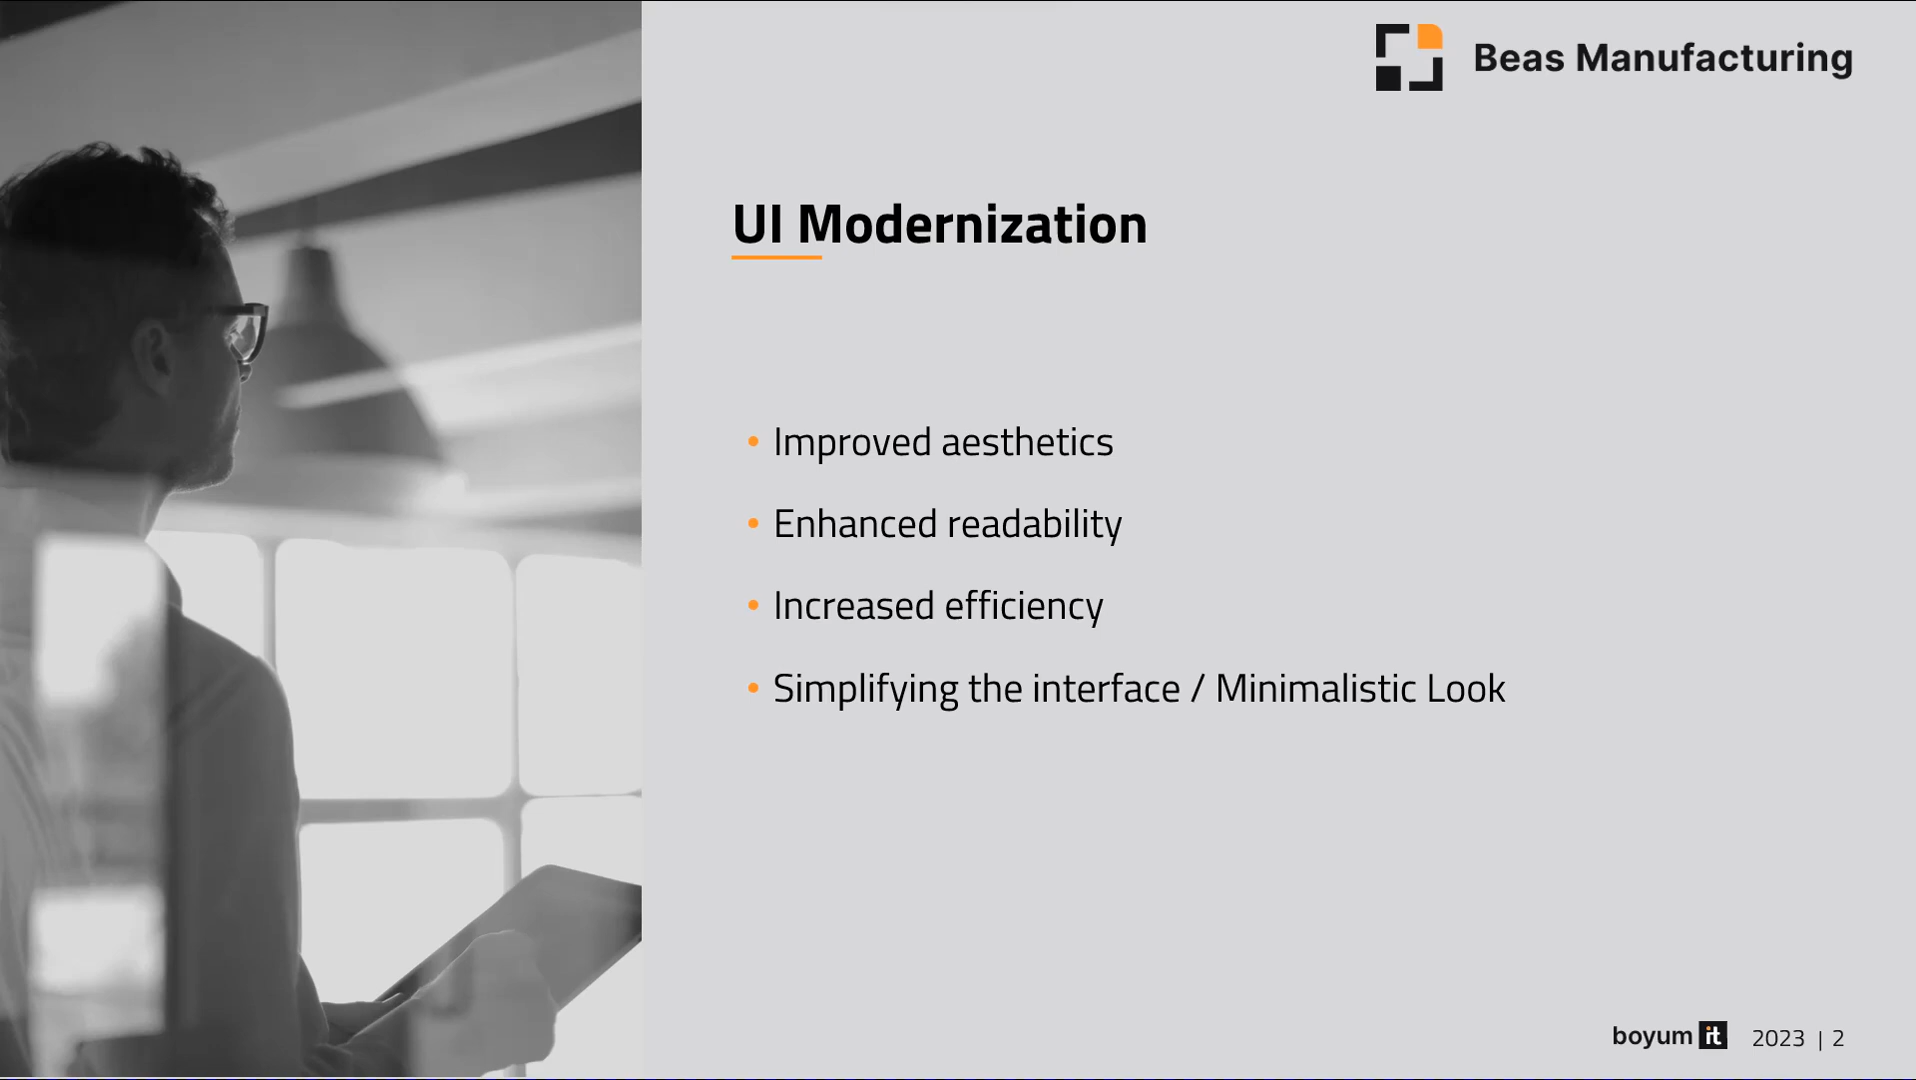 Beas Manufacturing
UI Modernization
• Improved aesthetics
• Enhanced readability
• Increased efficiency
• Simplifying the interface / Minimalistic Look
boyum it 2023 | 2